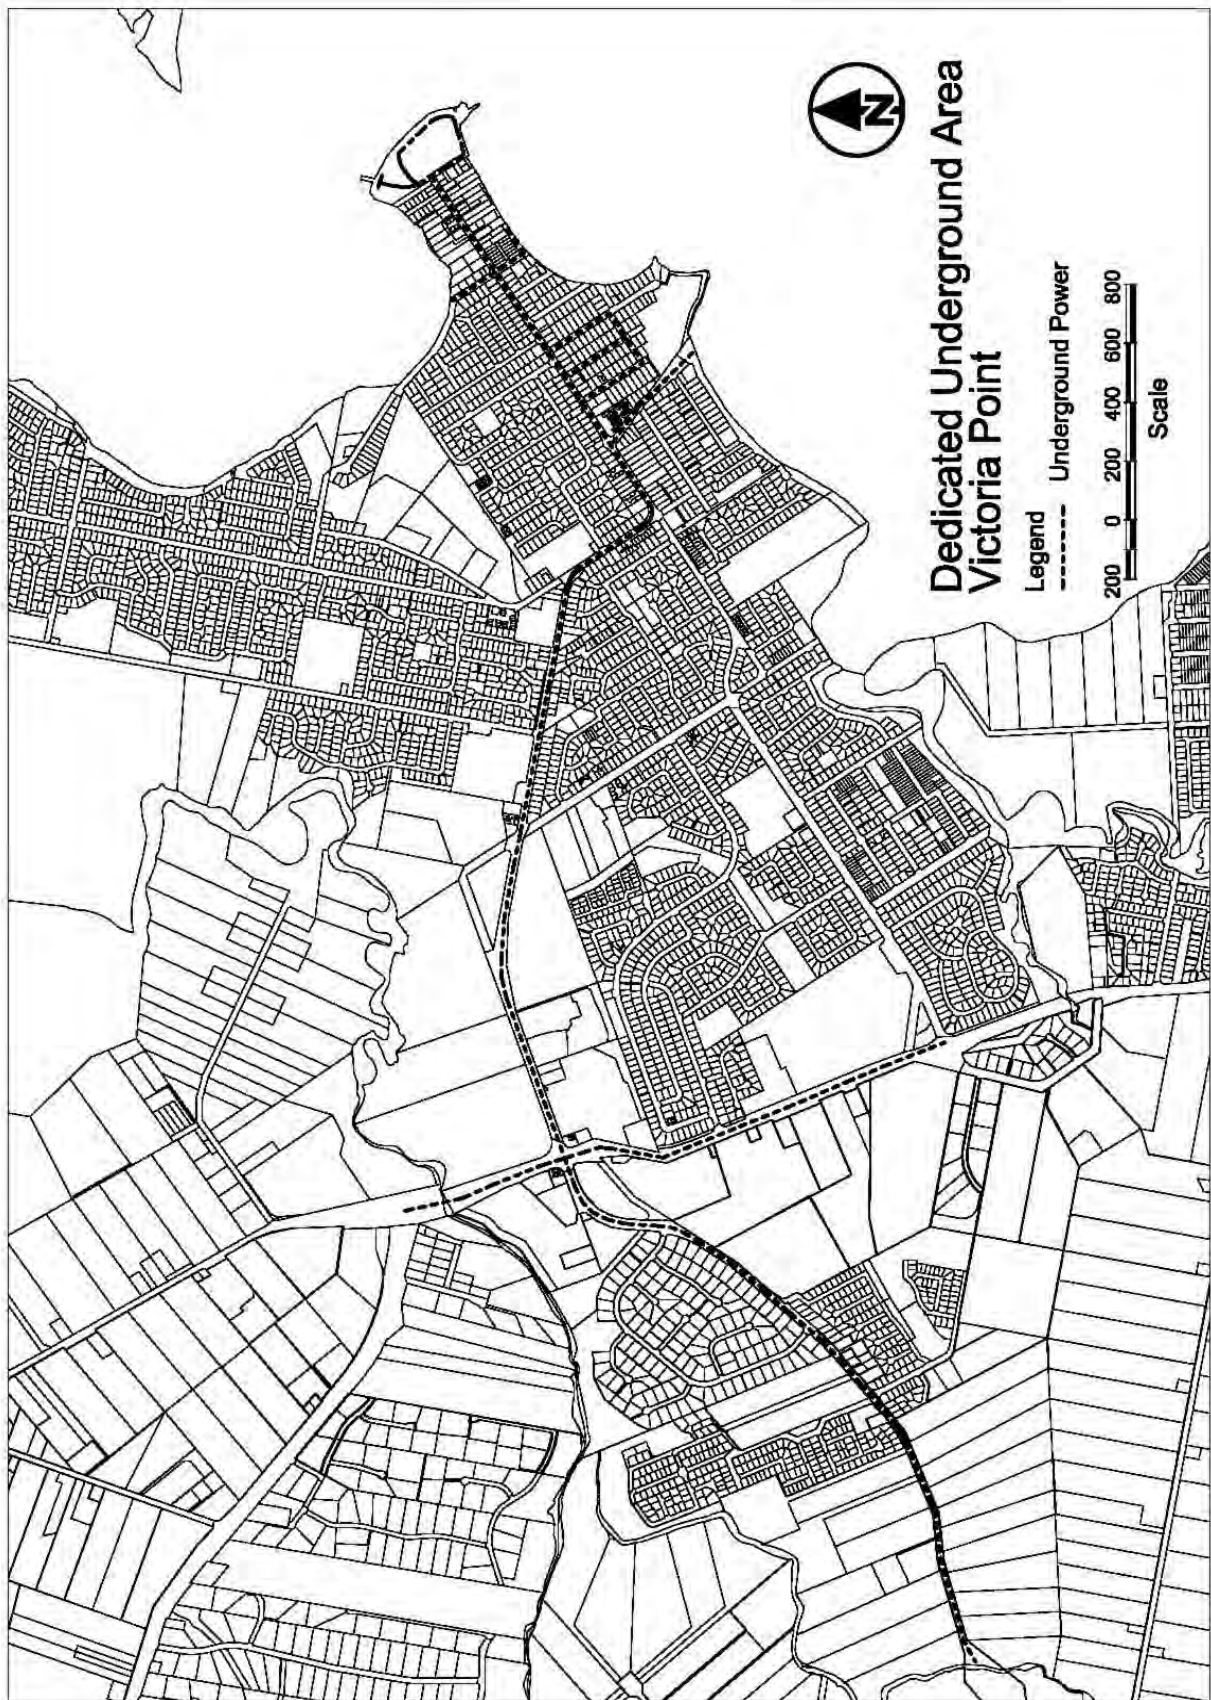 N
Dedicated Underground Area
Victoria Point
Legend
Underground Power
200 0 200 400 600 800
Scale